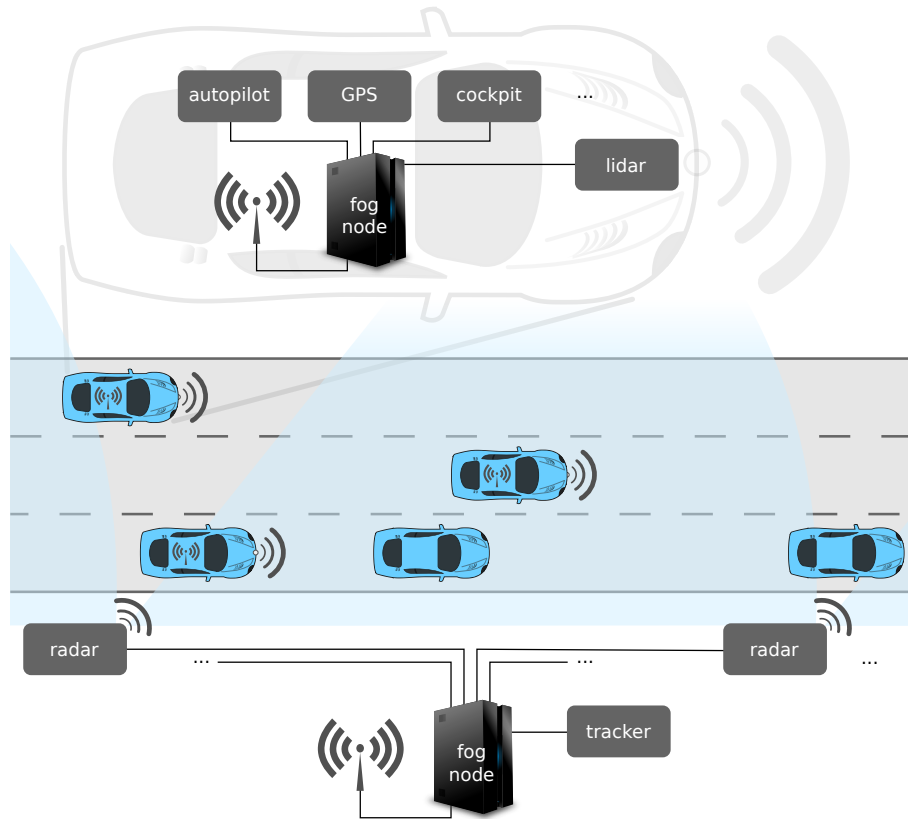 autopilot
GPS
cockpit
...
lidar
fog
node
radar
...
...
radar
...
tracker
fog
node